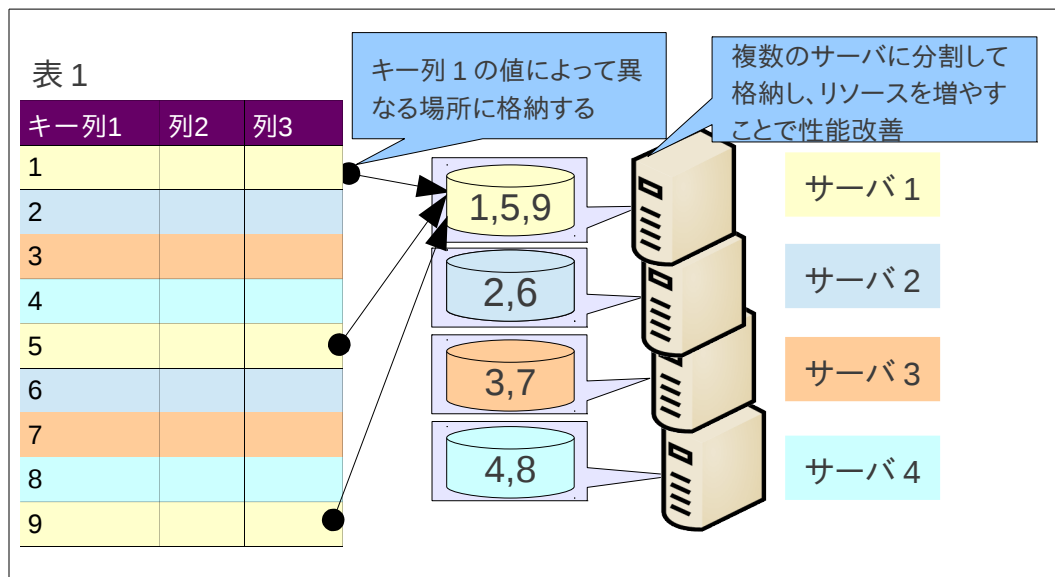 表 1
キー列1 列2 列3
1
2
3
4
5
6
7
8
9
キー列 1 の値によって異
なる場所に格納する
複数のサーバに分割して
格納し、リソースを増やす
ことで性能改善
1,5,9
2,6
3,7
4,8
サーバ 1
サーバ 2
サーバ 3
サーバ 4